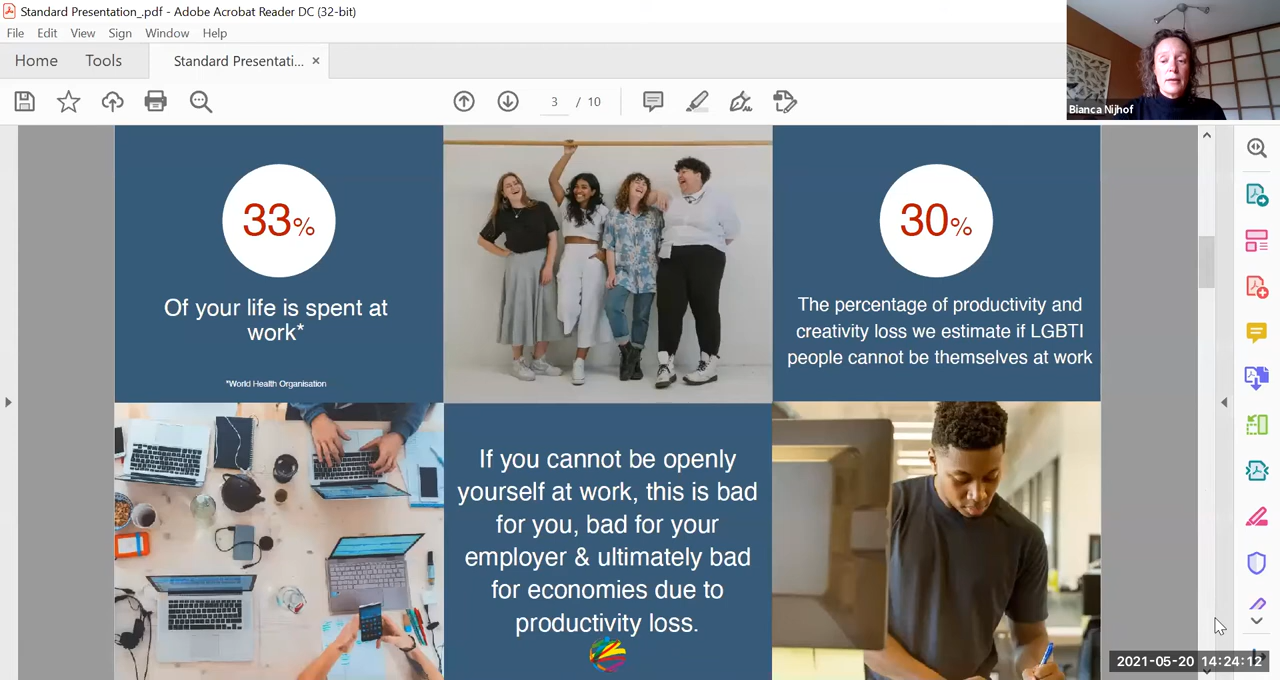 Standard Presentation_.pdf - Adobe Acrobat Reader DC (32-bit)
File Edit View Sign Window Help
Home Tools Standard Presentati... ×
3 / 10
Bianca Nijhof
33%
Of your life is spent at
work*
*World Health Organisation
30%
The percentage of productivity and
creativity loss we estimate if LGBTI
people cannot be themselves at work
If you cannot be openly
yourself at work, this is bad
for you, bad for your
employer & ultimately bad
for economies due to
productivity loss.
2021-05-20 14:24:12